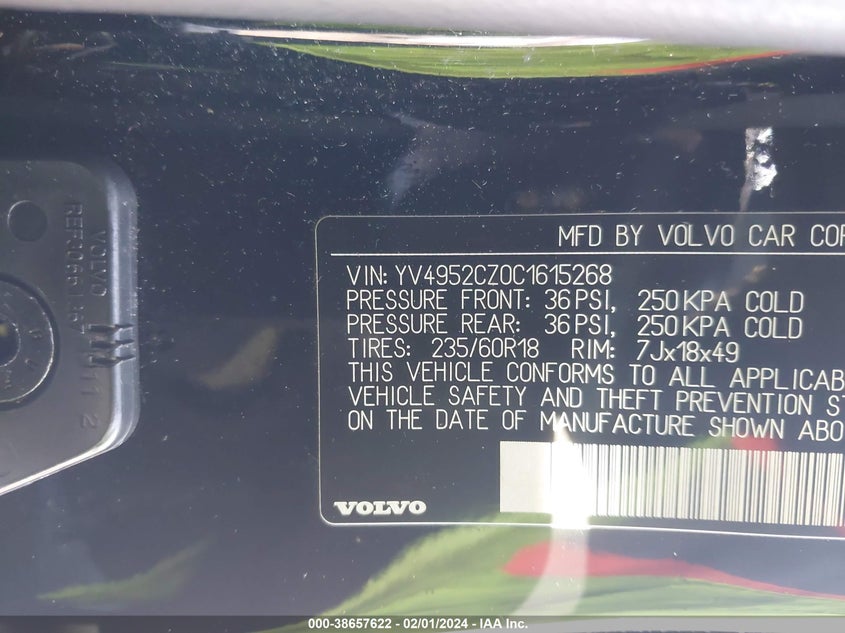 MFD BY VOLVO CAR COR
VIN: YV4952CZ0C1615268
PRESSURE FRONT: 36 PSI, 250 KPA COLD
PRESSURE REAR: 36 PSI, 250 KPA COLD
TIRES: 235/60R18 RIM: 7Jx18x49
THIS VEHICLE CONFORMS TO ALL APPLICAB
VEHICLE SAFETY AND THEFT PREVENTION ST
ON THE DATE OF MANUFACTURE SHOWN ABO
VOLVO
VOLVO
000-38657622 - 02/01/2024 - IAA Inc.